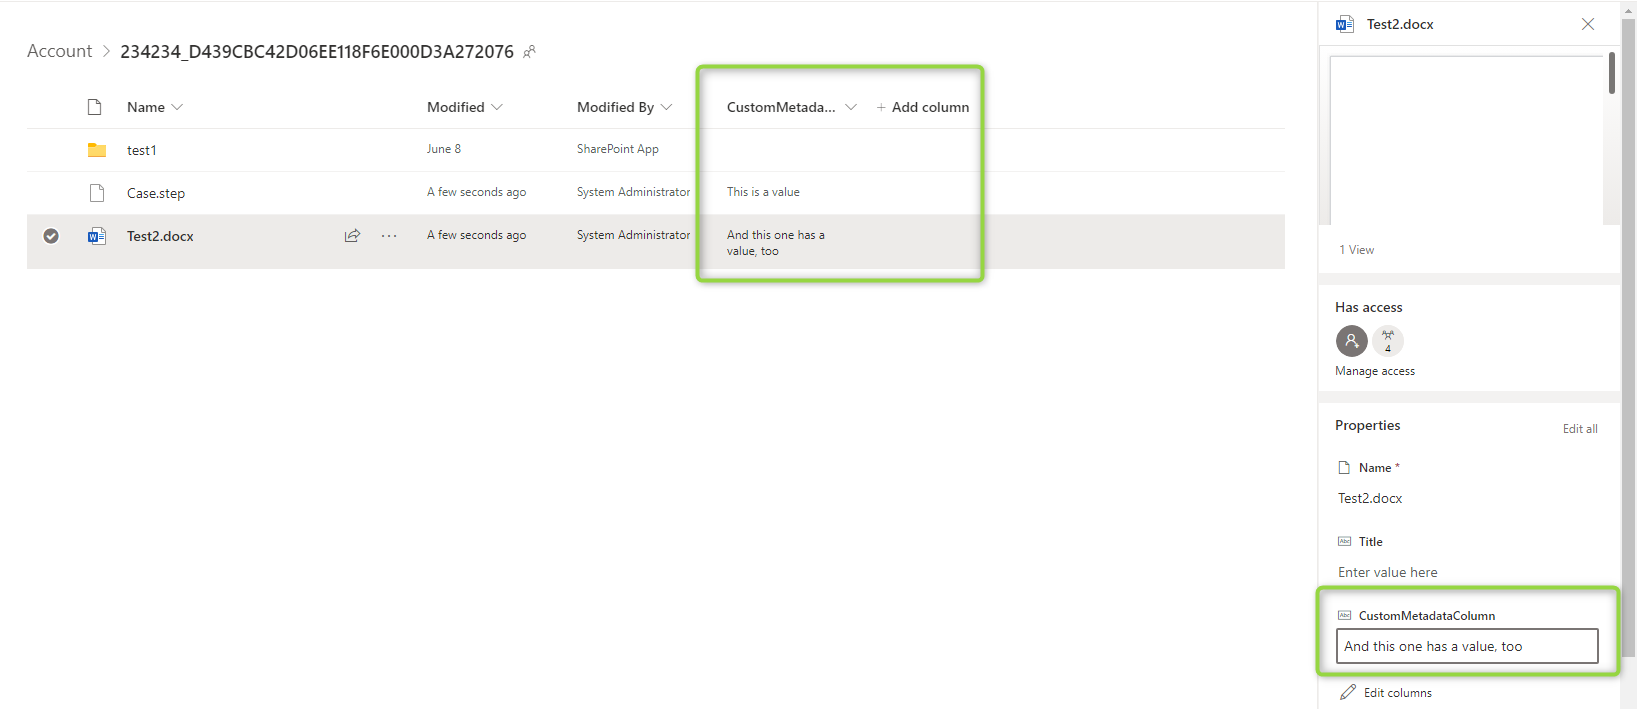 Account > 234234_D439CBC42D06EE118F6E000D3A272076
Name Modified Modified By CustomMetada... + Add column
test1 June 8 SharePoint App
Case.step A few seconds ago System Administrator This is a value
Test2.docx ... A few seconds ago System Administrator And this one has a
value, too
Test2.docx
1 View
Has access
4
Manage access
Properties
Edit all
Name *
Test2.docx
Abc Title
Enter value here
Abc CustomMetadataColumn
And this one has a value, too
Edit columns